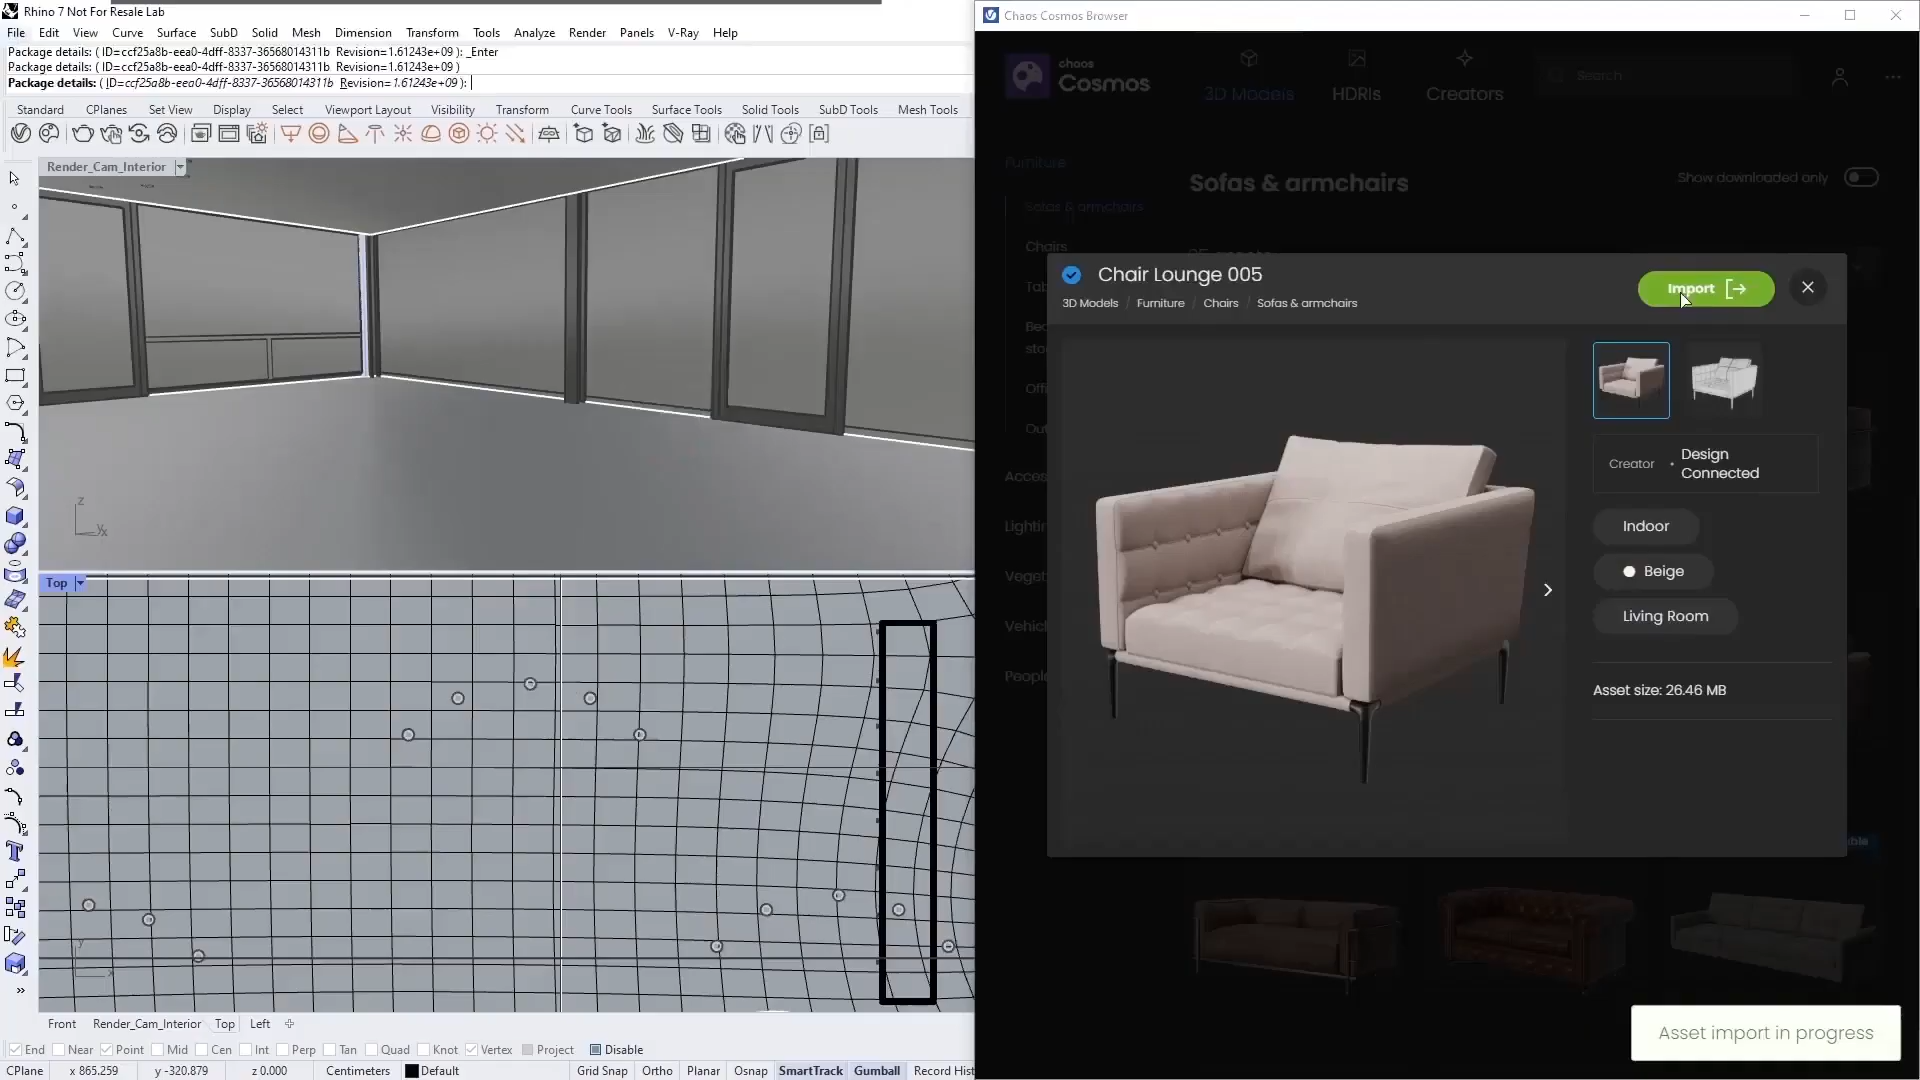 Rhino 7 Not For Resale Lab
File Edit View Curve Surface SubD Solid Mesh Dimension Transform Tools Analyze Render Panels V-Ray Help
Package details: ( ID=ccf25a8b-eea0-4dff-8337-36568014311b Revision=1.61243e+09 ): _Enter
Package details: ( ID=ccf25a8b-eea0-4dff-8337-36568014311b Revision=1.61243e+09 )
Package details: ( ID=ccf25a8b-eea0-4dff-8337-36568014311b Revision=1.61243e+09 ):
Standard CPlanes Set View Display Select Viewport Layout Visibility Transform Curve Tools Surface Tools Solid Tools SubD Tools Mesh Tools
Render_Cam_Interior
z
x
Top
y
x
Front Render_Cam_Interior Top Left
End Near Point Mid Cen Int Perp Tan Quad Knot Vertex Project Disable
CPlane x 865.259 y -320.879 z 0.000 Centimeters Default Grid Snap Ortho Planar Osnap SmartTrack Gumball Record Hist
Chaos Cosmos Browser
chaos
Cosmos
3D Models HDRIs Creators Search
Furniture
Sofas & armchairs
Show downloaded only
Sofas & armchairs
Chairs
Chair Lounge 005
Import
3D Models / Furniture / Chairs / Sofas & armchairs
Creator • Design
Connected
Indoor
Beige
Living Room
Asset size: 26.46 MB
People
Asset import in progress